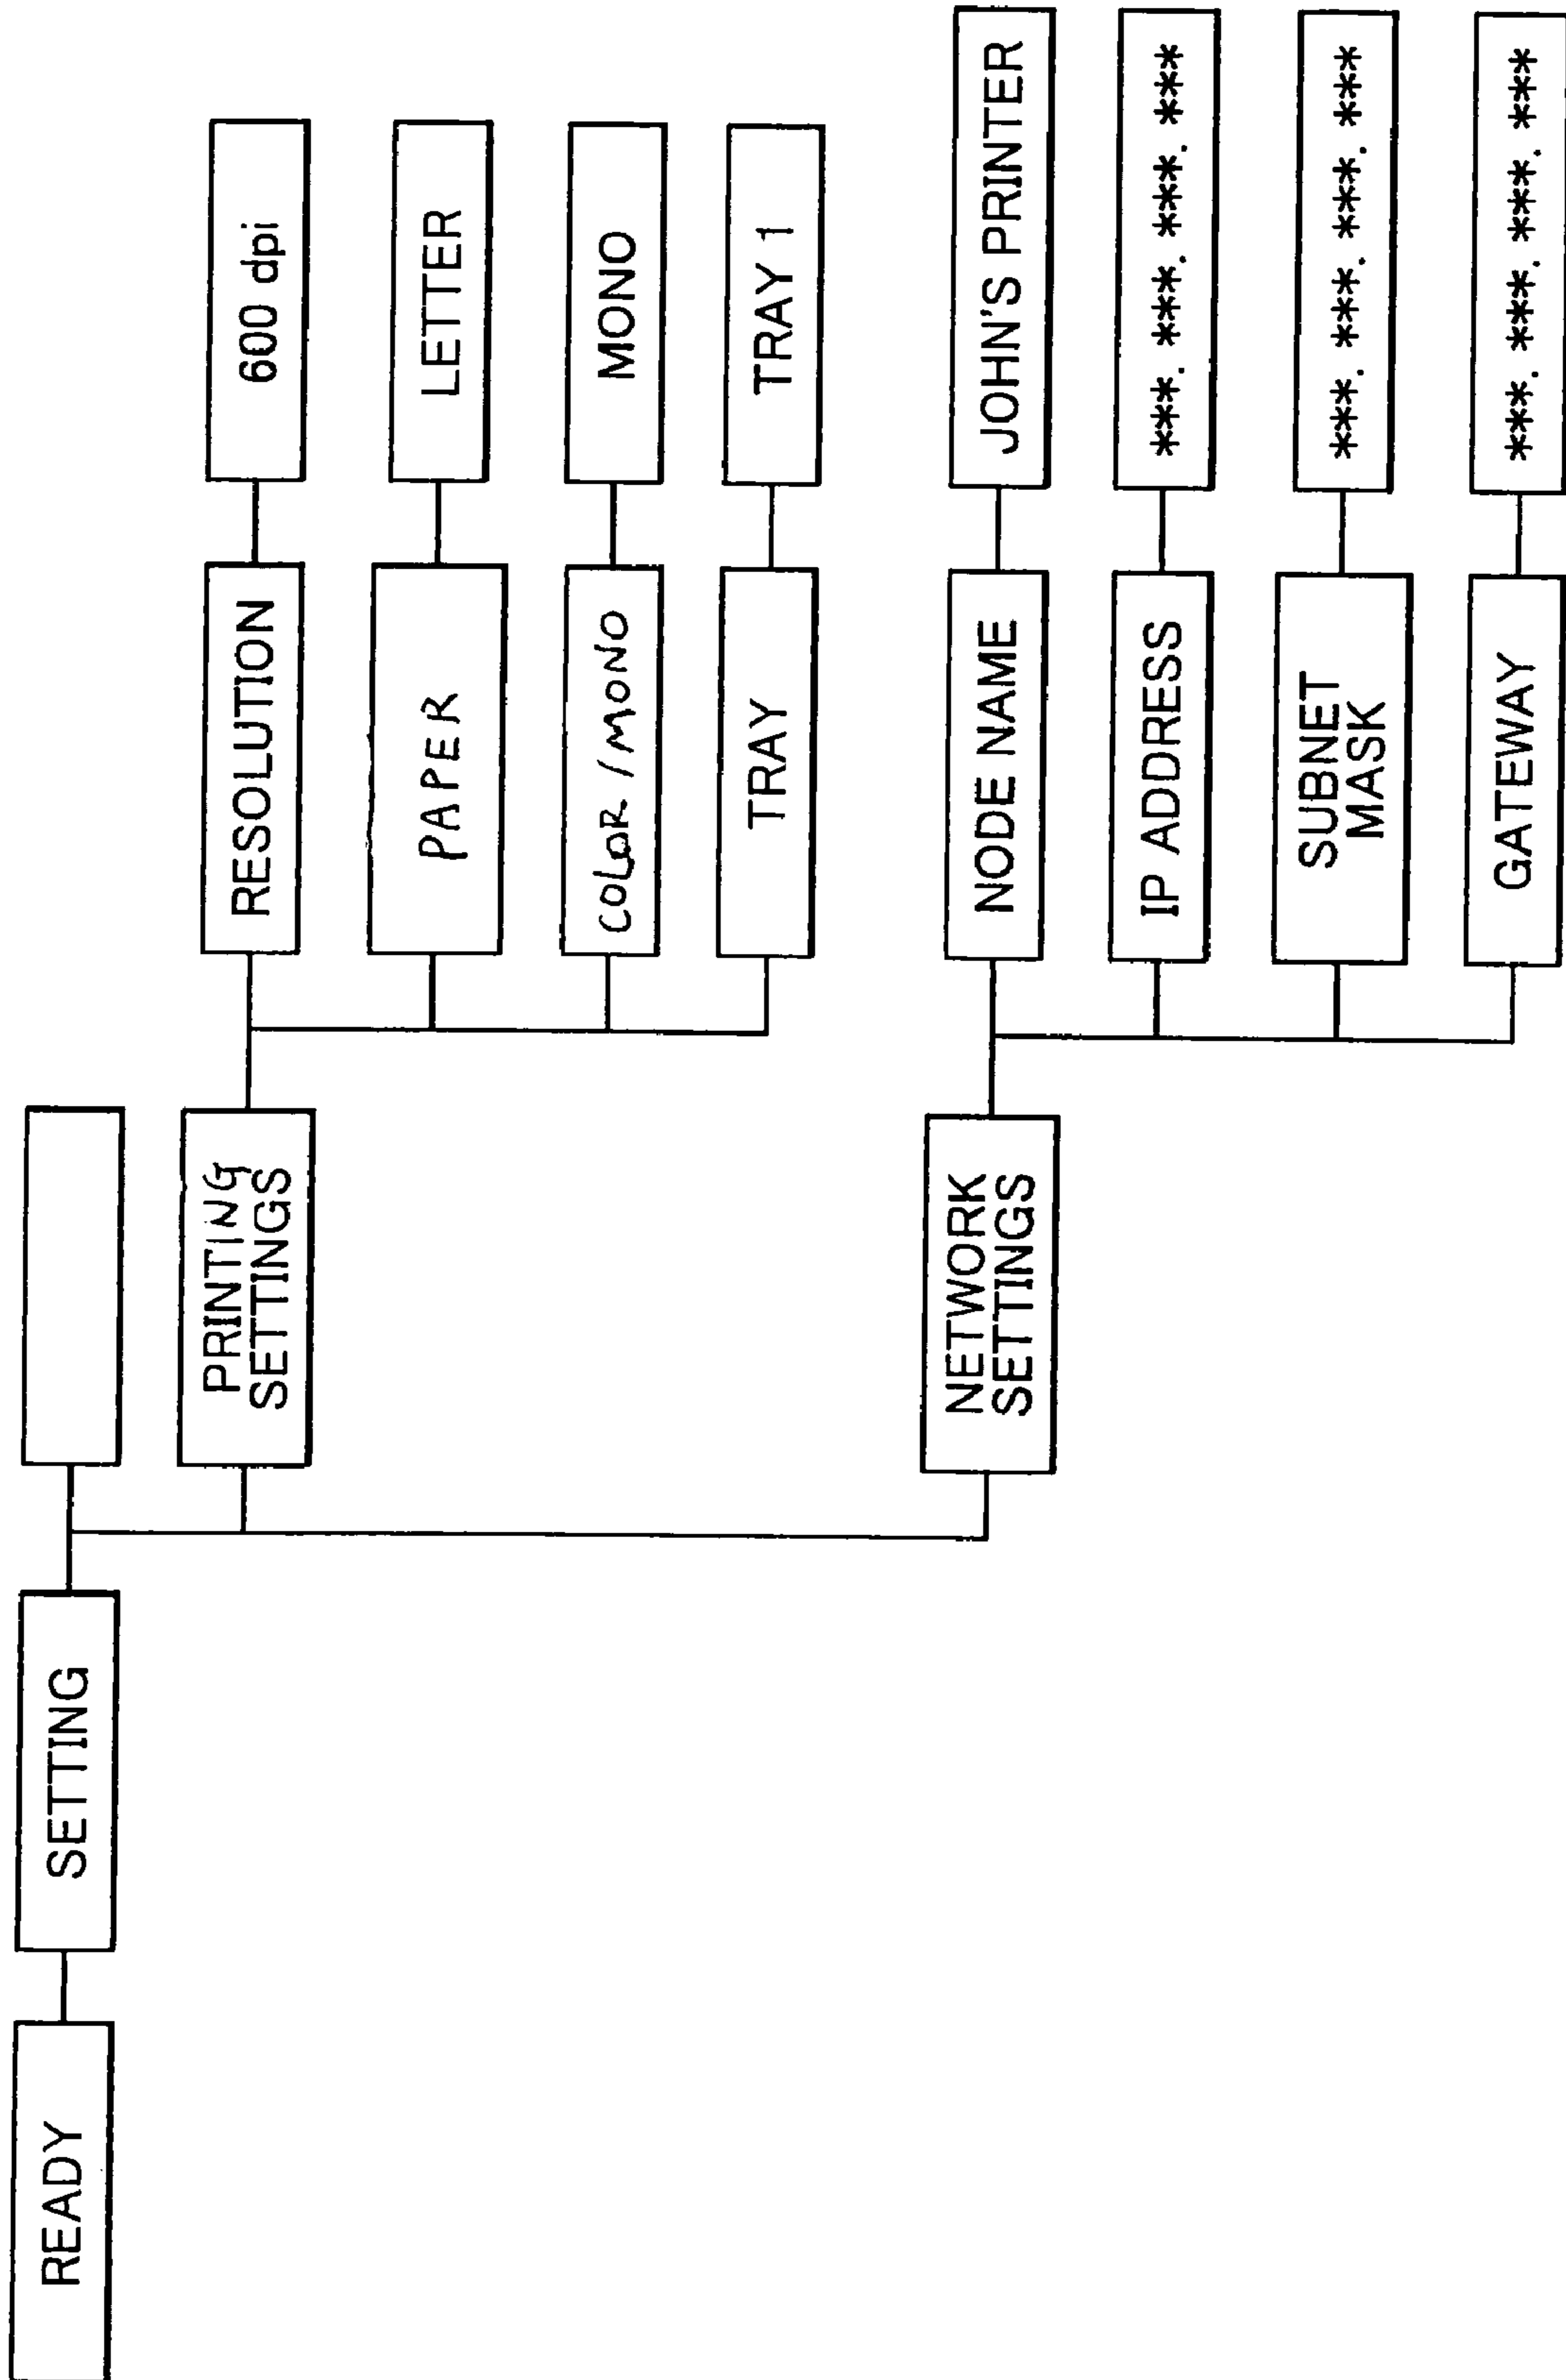 READY
SETTING
PRINTING
SETTINGS
RESOLUTION
600 dpi
PAPER
LETTER
COLOR/MONO
MONO
TRAY
TRAY 1
NETWORK
SETTINGS
NODE NAME
JOHN'S PRINTER
IP ADDRESS
***. ***. ***. ***
SUBNET
MASK
***. ***. ***. ***
GATEWAY
***. ***. ***. ***